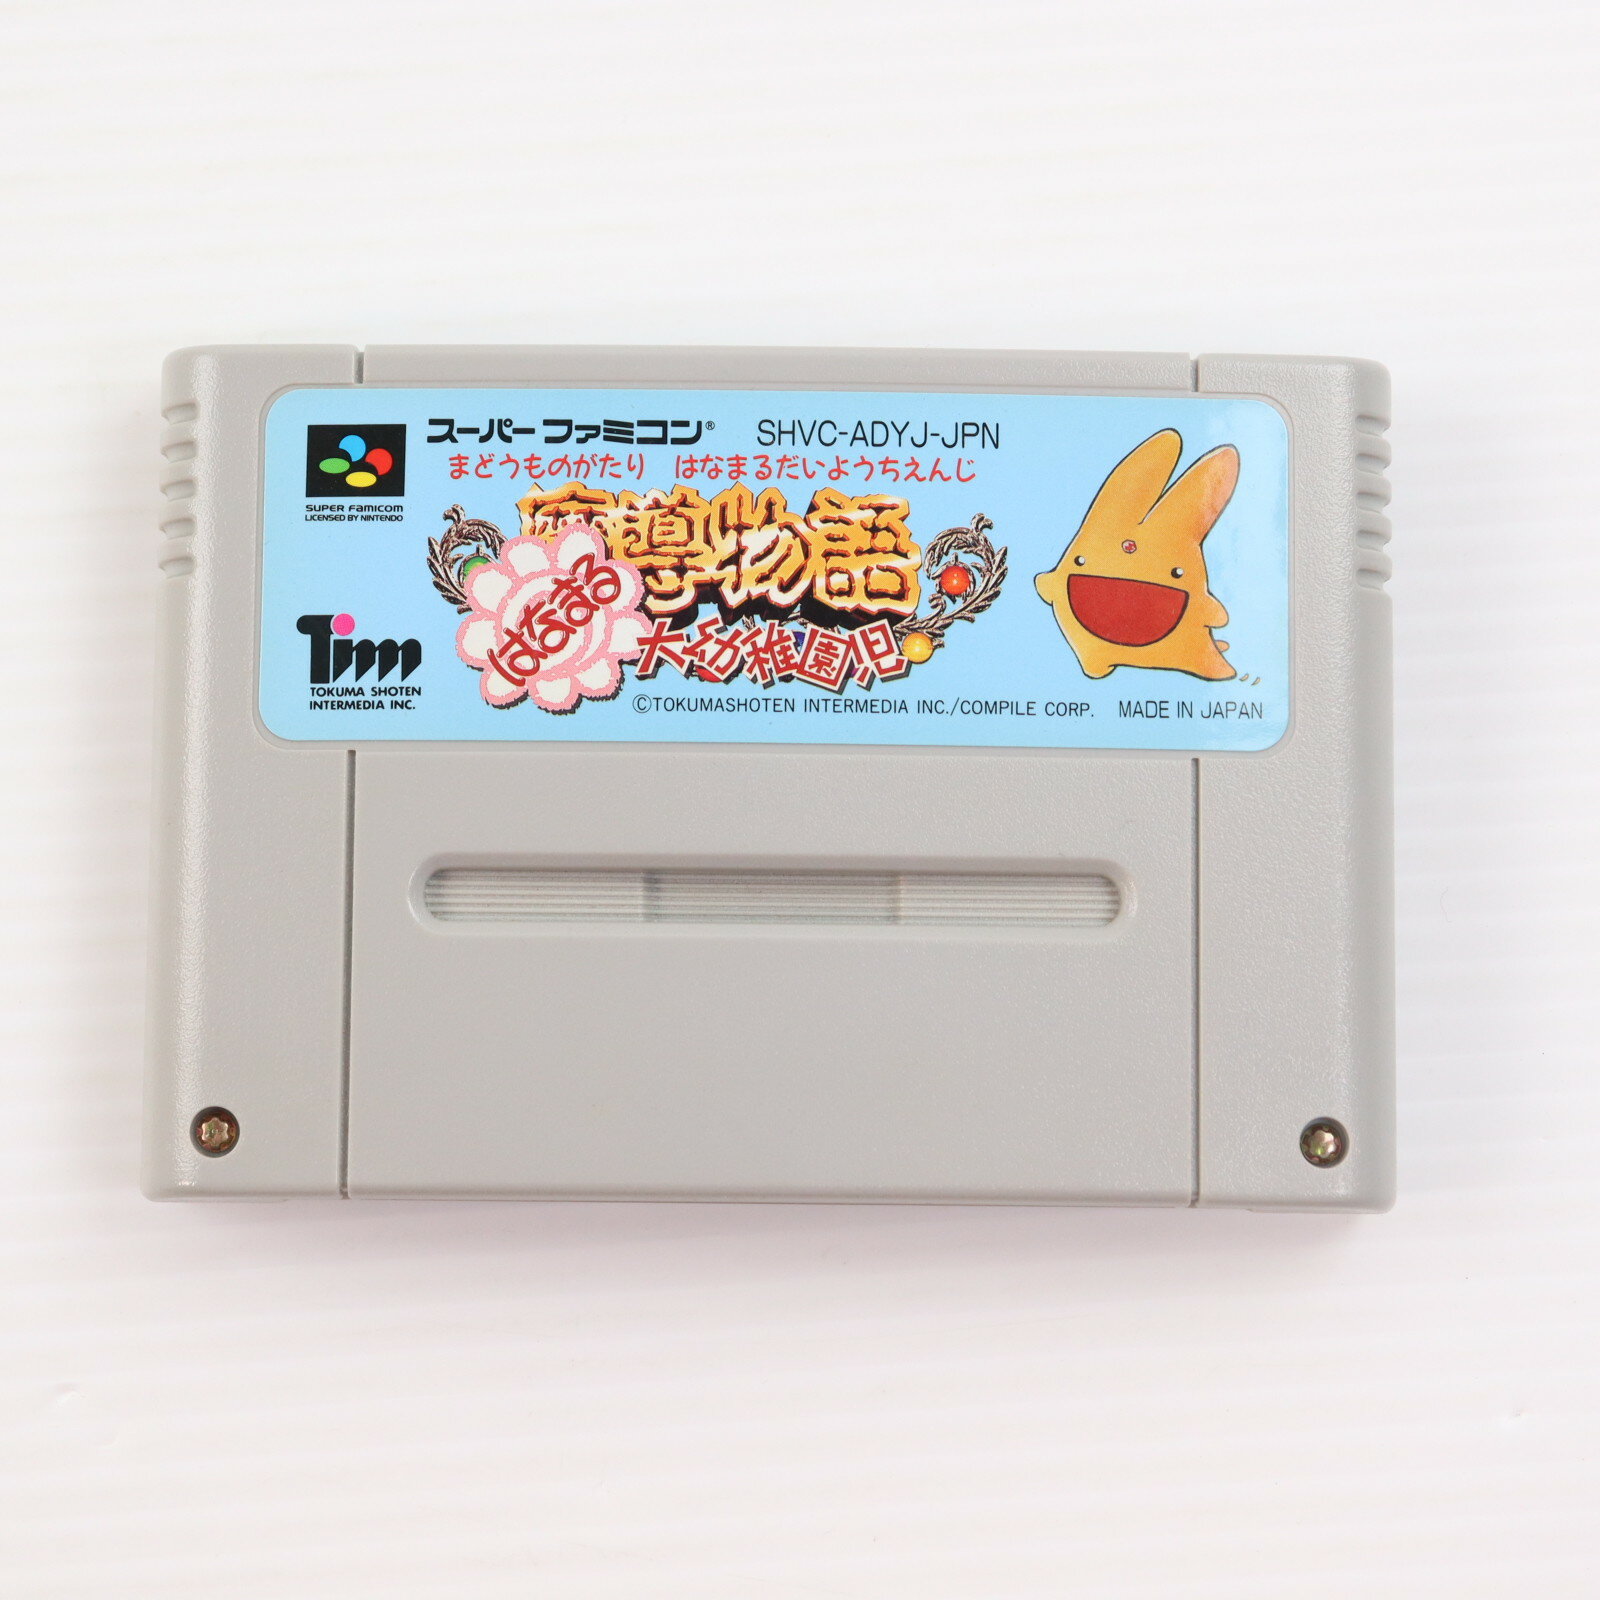 スーパーファミコン® SHVC-ADYJ-JPN
まどうものがたり はなまるだいようちえんじ
SUPER FAMICOM
LICENSED BY NINTENDO
魔導物語
はなまる
大幼稚園児
Tim
TOKUMA SHOTEN
INTERMEDIA INC.
©TOKUMASHOTEN INTERMEDIA INC./COMPILE CORP. MADE IN JAPAN